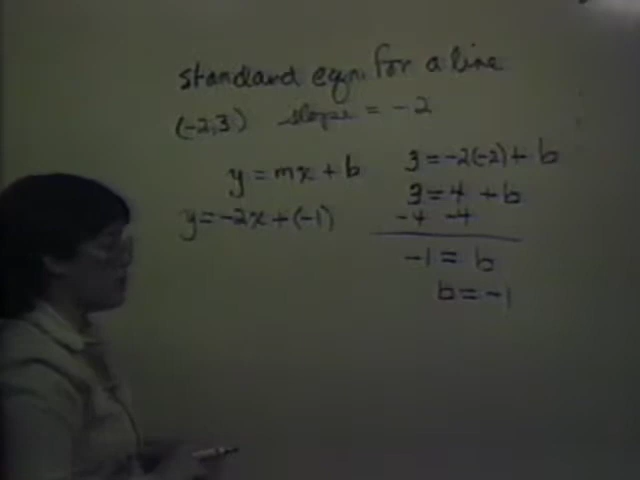 standard eqn. for a line
(-2,3) slope = -2
y = mx + b
y = -2x + (-1)
3 = -2(-2) + b
3 = 4 + b
-4 -4
-1 = b
b = -1